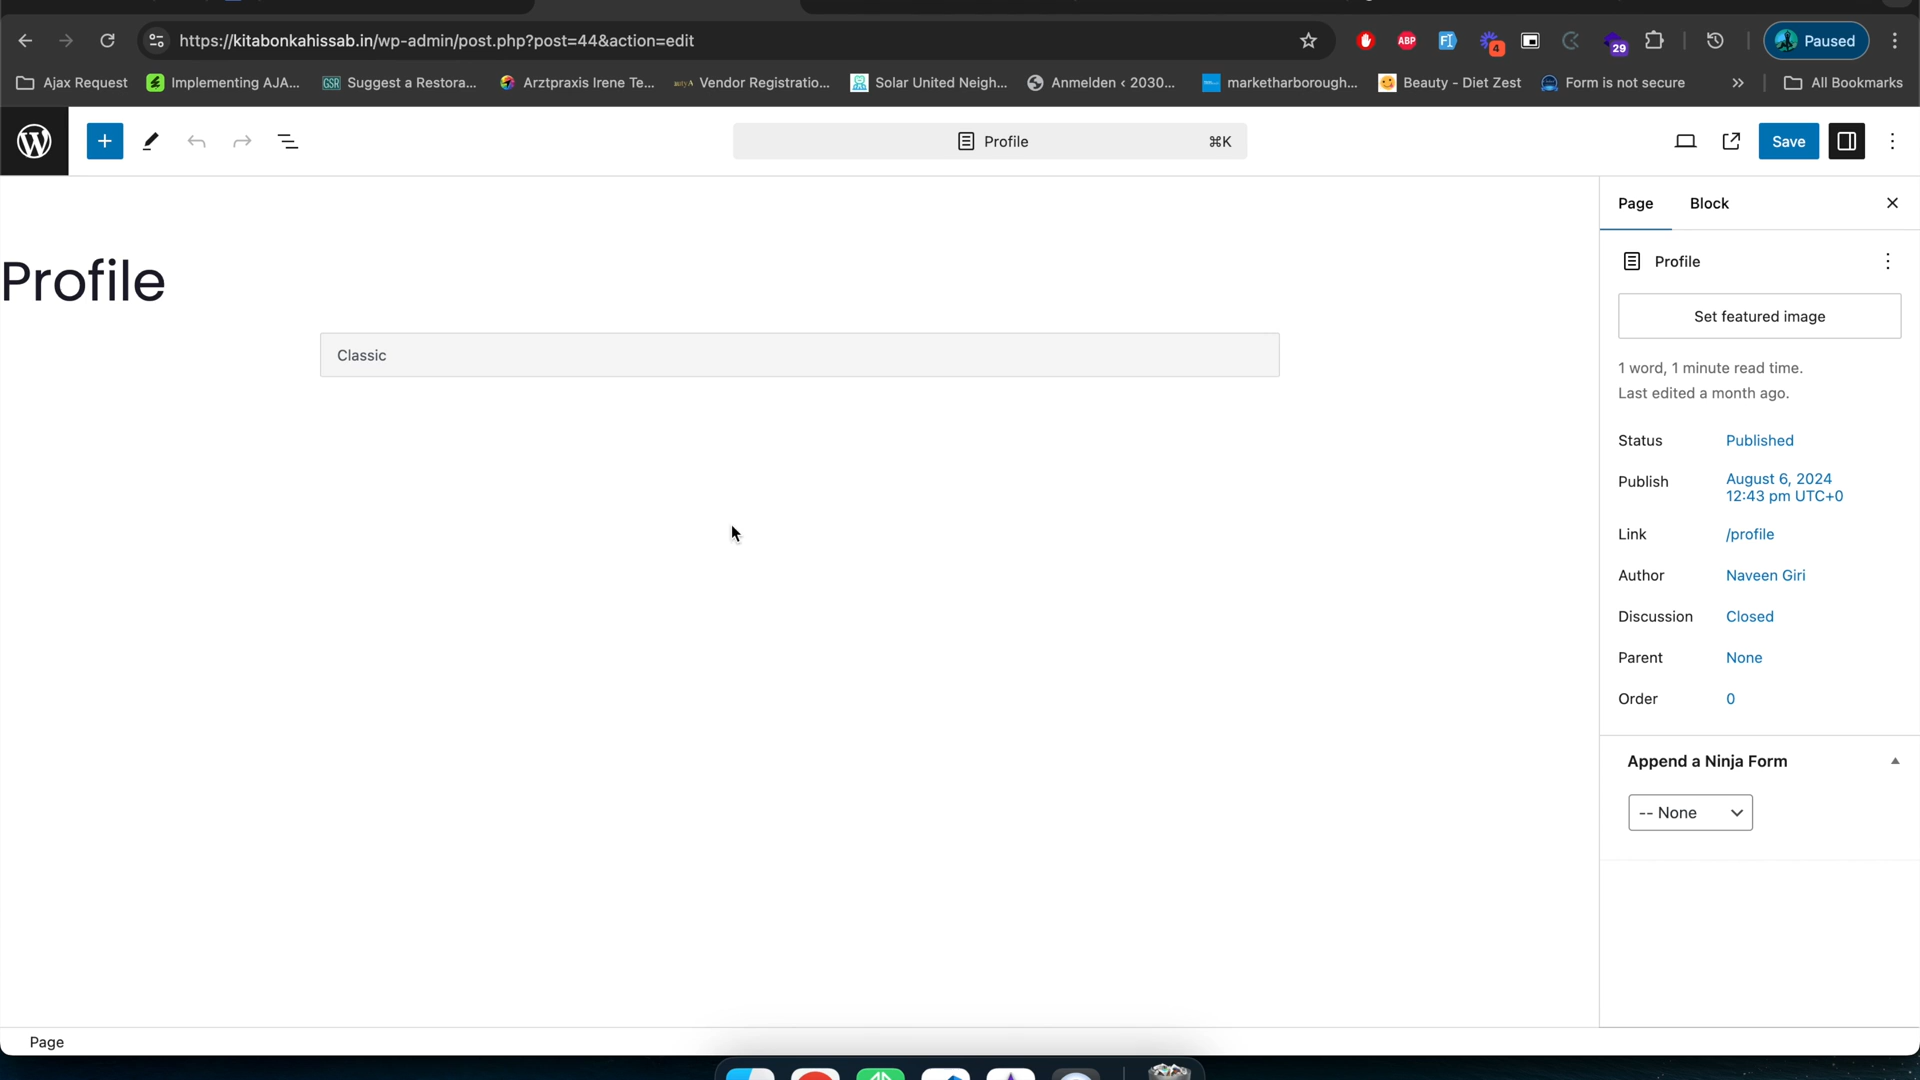 https://kitabonkahissab.in/wp-admin/post.php?post=44&action=edit
ABP
4
29
Paused
Ajax Request
Implementing AJA...
GSR
Suggest a Restora...
Arztpraxis Irene Te...
Vendor Registratio...
Solar United Neigh...
Anmelden ‹ 2030...
marketharborough...
Beauty - Diet Zest
Form is not secure
»
All Bookmarks
Profile
⌘K
Save
Page
Block
Profile
Profile
Set featured image
Classic
1 word, 1 minute read time.
Last edited a month ago.
Status
Published
Publish
August 6, 2024
12:43 pm UTC+0
Link
/profile
Author
Naveen Giri
Discussion
Closed
Parent
None
Order
0
Append a Ninja Form
-- None
Page